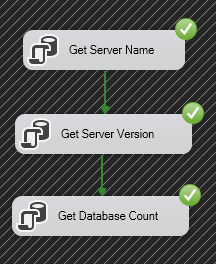 Get Server Name
Get Server Version
Get Database Count